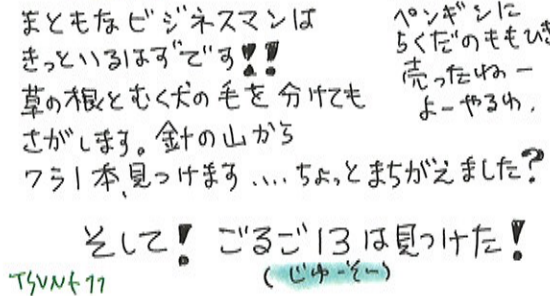 まともなビジネスマンは
きっといるはずです!!
草の根とむく犬の毛を分けても
さがします。針の山から
ワラ1本、見つけます....ちょっとまちがえました?
ペンギンに
らくだのももひき
売ったねー
よーやるわ.
そして! ごるご13は見つけた!
(じゅーぞー)